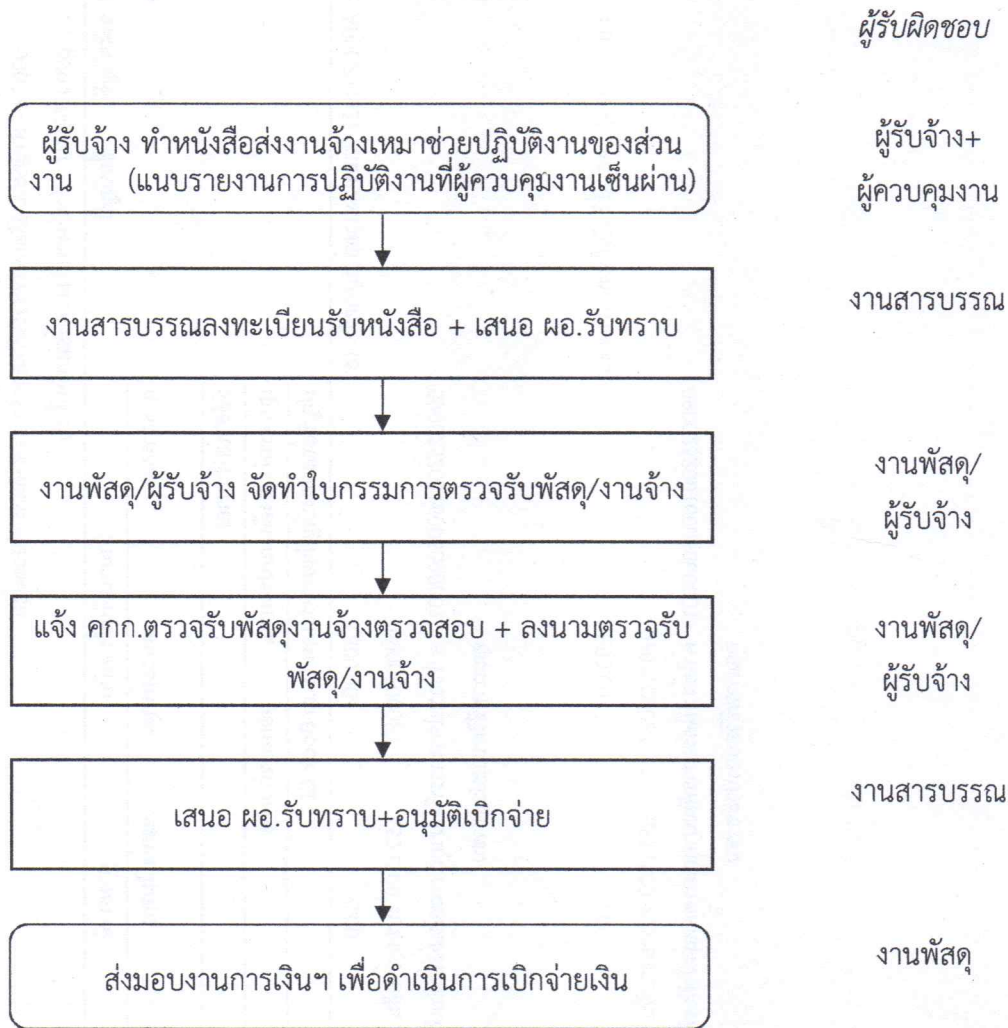 ผู้รับผิดชอบ
ผู้รับจ้าง ทำหนังสือส่งงานจ้างเหมาช่วยปฏิบัติงานของส่วน
งาน (แนบรายงานการปฏิบัติงานที่ผู้ควบคุมงานเซ็นผ่าน)
ผู้รับจ้าง+
ผู้ควบคุมงาน
งานสารบรรณลงทะเบียนรับหนังสือ + เสนอ ผอ.รับทราบ
งานสารบรรณ
งานพัสดุ/ผู้รับจ้าง จัดทำใบกรรมการตรวจรับพัสดุ/งานจ้าง
งานพัสดุ/
ผู้รับจ้าง
แจ้ง คกก.ตรวจรับพัสดุงานจ้างตรวจสอบ + ลงนามตรวจรับ
พัสดุ/งานจ้าง
งานพัสดุ/
ผู้รับจ้าง
เสนอ ผอ.รับทราบ+อนุมัติเบิกจ่าย
งานสารบรรณ
ส่งมอบงานการเงินฯ เพื่อดำเนินการเบิกจ่ายเงิน
งานพัสดุ